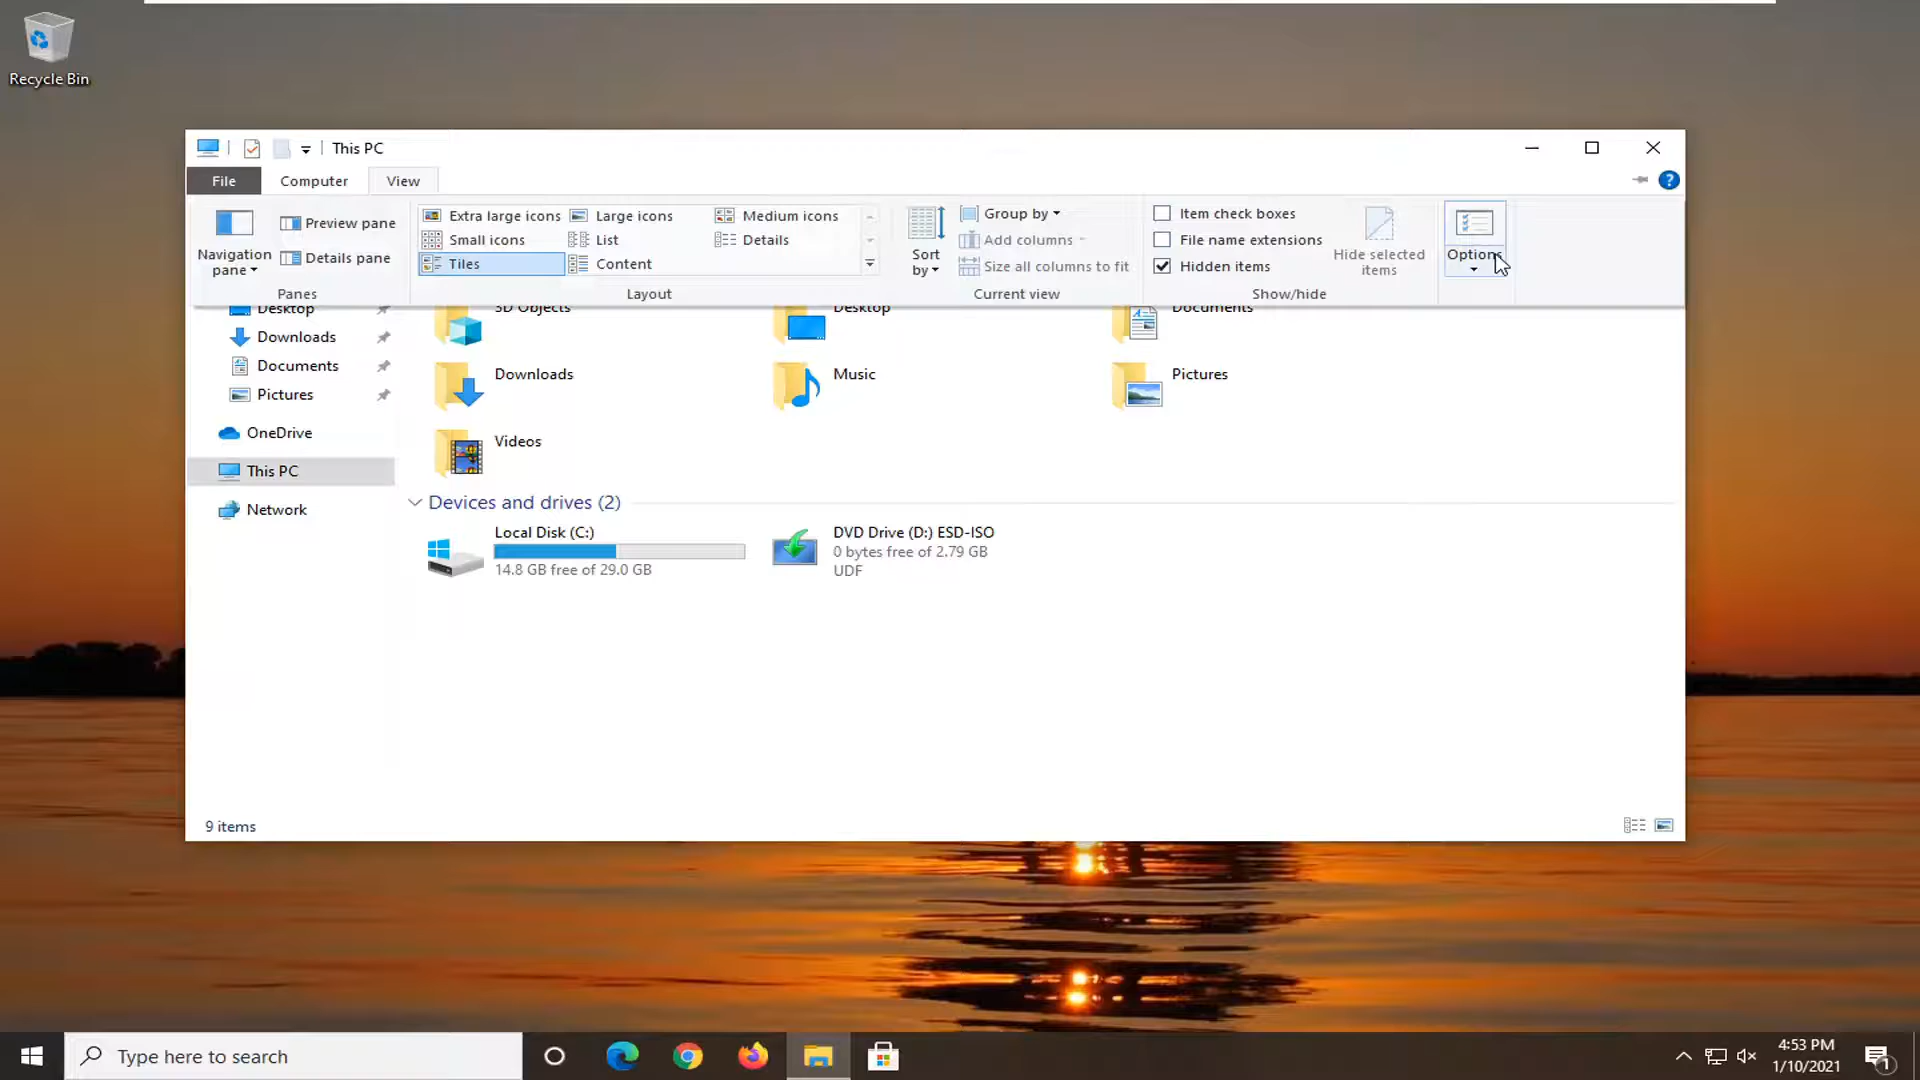 Recycle Bin
This PC
File
Computer
View
Navigation
pane
Preview pane
Details pane
Panes
Extra large icons
Large icons
Medium icons
Small icons
List
Details
Tiles
Content
Layout
Sort
by
Group by
Add columns
Size all columns to fit
Current view
Item check boxes
File name extensions
Hidden items
Hide selected
items
Show/hide
Options
Desktop
Downloads
Documents
Pictures
OneDrive
This PC
Network
3D Objects
Desktop
Documents
Downloads
Music
Pictures
Videos
Devices and drives (2)
Local Disk (C:)
14.8 GB free of 29.0 GB
DVD Drive (D:) ESD-ISO
0 bytes free of 2.79 GB
UDF
9 items
Type here to search
4:53 PM
1/10/2021
1